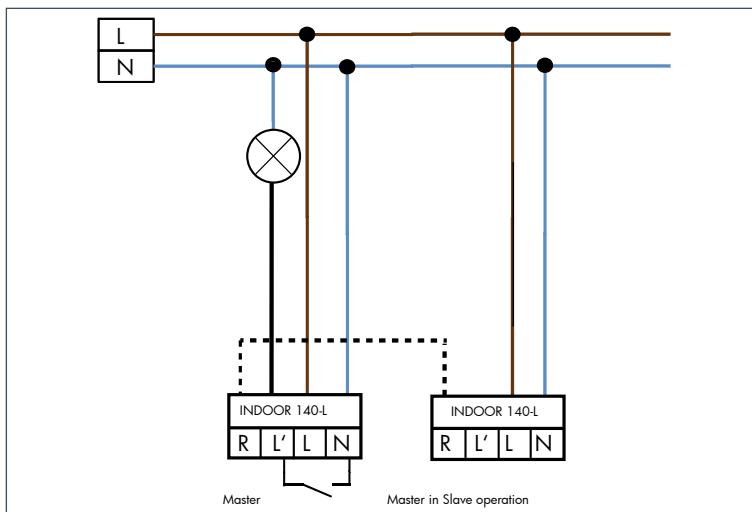 L
N
INDOOR 140-L
R L' L N
INDOOR 140-L
R L' L N
Master
Master in Slave operation